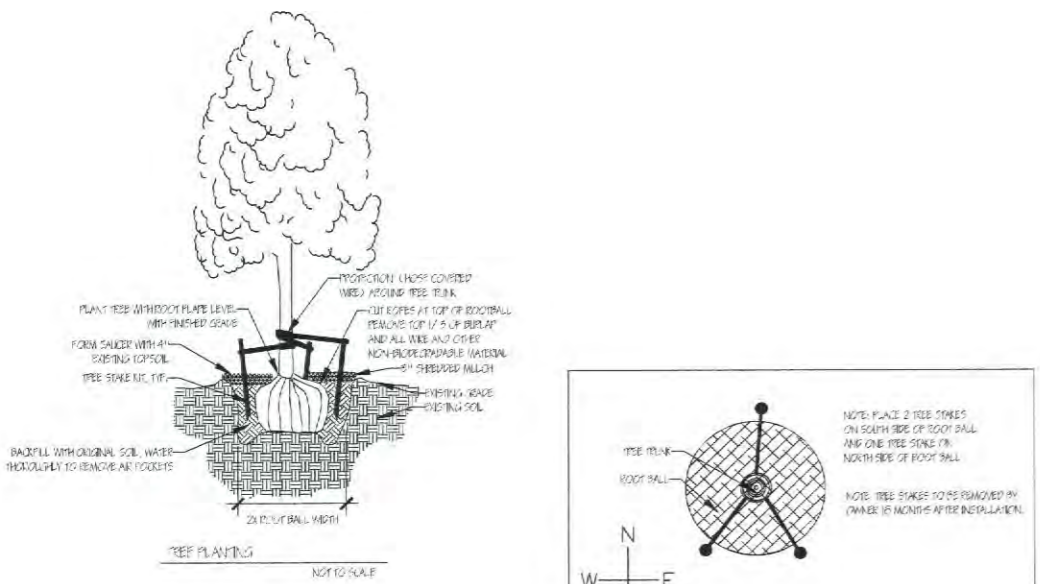 PROTECTION (HOSE COVERED
WIRE) AROUND TREE TRUNK
PLANT TREE WITH ROOT FLARE LEVEL
WITH FINISHED GRADE
CUT ROPES AT TOP OF ROOTBALL
REMOVE TOP 1/3 OF BURLAP
AND ALL WIRE AND OTHER
NON-BIODEGRADABLE MATERIAL
FORM SAUCER WITH 4"
EXISTING TOPSOIL
SHREDDED MULCH
TREE STAKE KIT, TYP.
EXISTING GRADE
EXISTING SOIL
BACKFILL WITH ORIGINAL SOIL, WATER
THOROUGHLY TO REMOVE AIR POCKETS
2X ROOT BALL WIDTH
TREE PLANTING
NOT TO SCALE
NOTE: PLACE 2 TREE STAKES
ON SOUTH SIDE OF ROOT BALL
AND ONE TREE STAKE ON
NORTH SIDE OF ROOT BALL
TREE TRUNK
ROOT BALL
NOTE: TREE STAKES TO BE REMOVED BY
OWNER MONTHS AFTER INSTALLATION.
N
W E